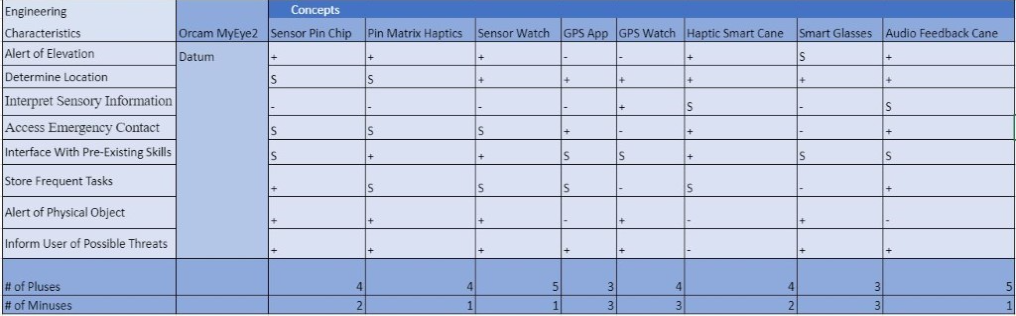 Engineering Concepts
Characteristics Orcam MyEye2 Sensor Pin Chip Pin Matrix Haptics Sensor Watch GPS App GPS Watch Haptic Smart Cane Smart Glasses Audio Feedback Cane
Alert of Elevation Datum + + + - - + S +
Determine Location S S + + + + + +
Interpret Sensory Information - - - - + S - S
Access Emergency Contact S S S + - + - +
Interface With Pre-Existing Skills S + + S S + S S
Store Frequent Tasks + S S S - S - +
Alert of Physical Object + + + - + - + -
Inform User of Possible Threats + + + + + - + +
# of Pluses 4 4 5 3 4 4 3 5
# of Minuses 2 1 1 3 3 2 3 1